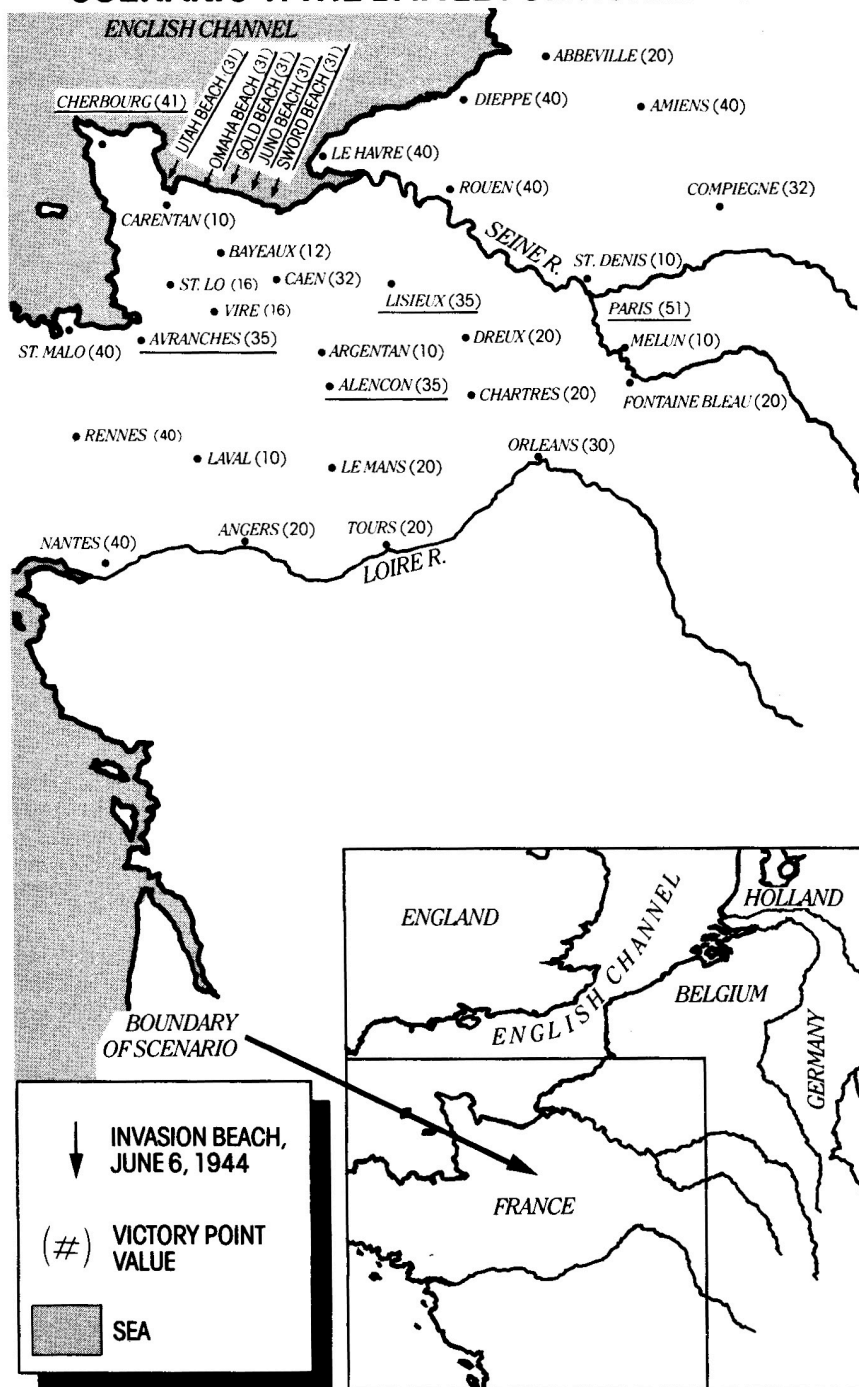 ENGLISH CHANNEL
ABBEVILLE (20)
CHERBOURG (41)
UTAH BEACH (31)
OMAHA BEACH (31)
GOLD BEACH (31)
JUNO BEACH (31)
SWORD BEACH (31)
DIEPPE (40)
AMIENS (40)
LE HAVRE (40)
ROUEN (40)
COMPIEGNE (32)
CARENTAN (10)
SEINE R.
BAYEAUX (12)
ST. DENIS (10)
ST. LO (16)
CAEN (32)
LISIEUX (35)
PARIS (51)
VIRE (16)
ST. MALO (40)
AVRANCHES (35)
DREUX (20)
MELUN (10)
ARGENTAN (10)
ALENCON (35)
CHARTRES (20)
FONTAINE BLEAU (20)
RENNES (40)
LAVAL (10)
LE MANS (20)
ORLEANS (30)
NANTES (40)
ANGERS (20)
TOURS (20)
LOIRE R.
BOUNDARY
OF SCENARIO
ENGLAND
ENGLISH CHANNEL
HOLLAND
BELGIUM
GERMANY
FRANCE
INVASION BEACH,
JUNE 6, 1944
(#) VICTORY POINT
VALUE
SEA